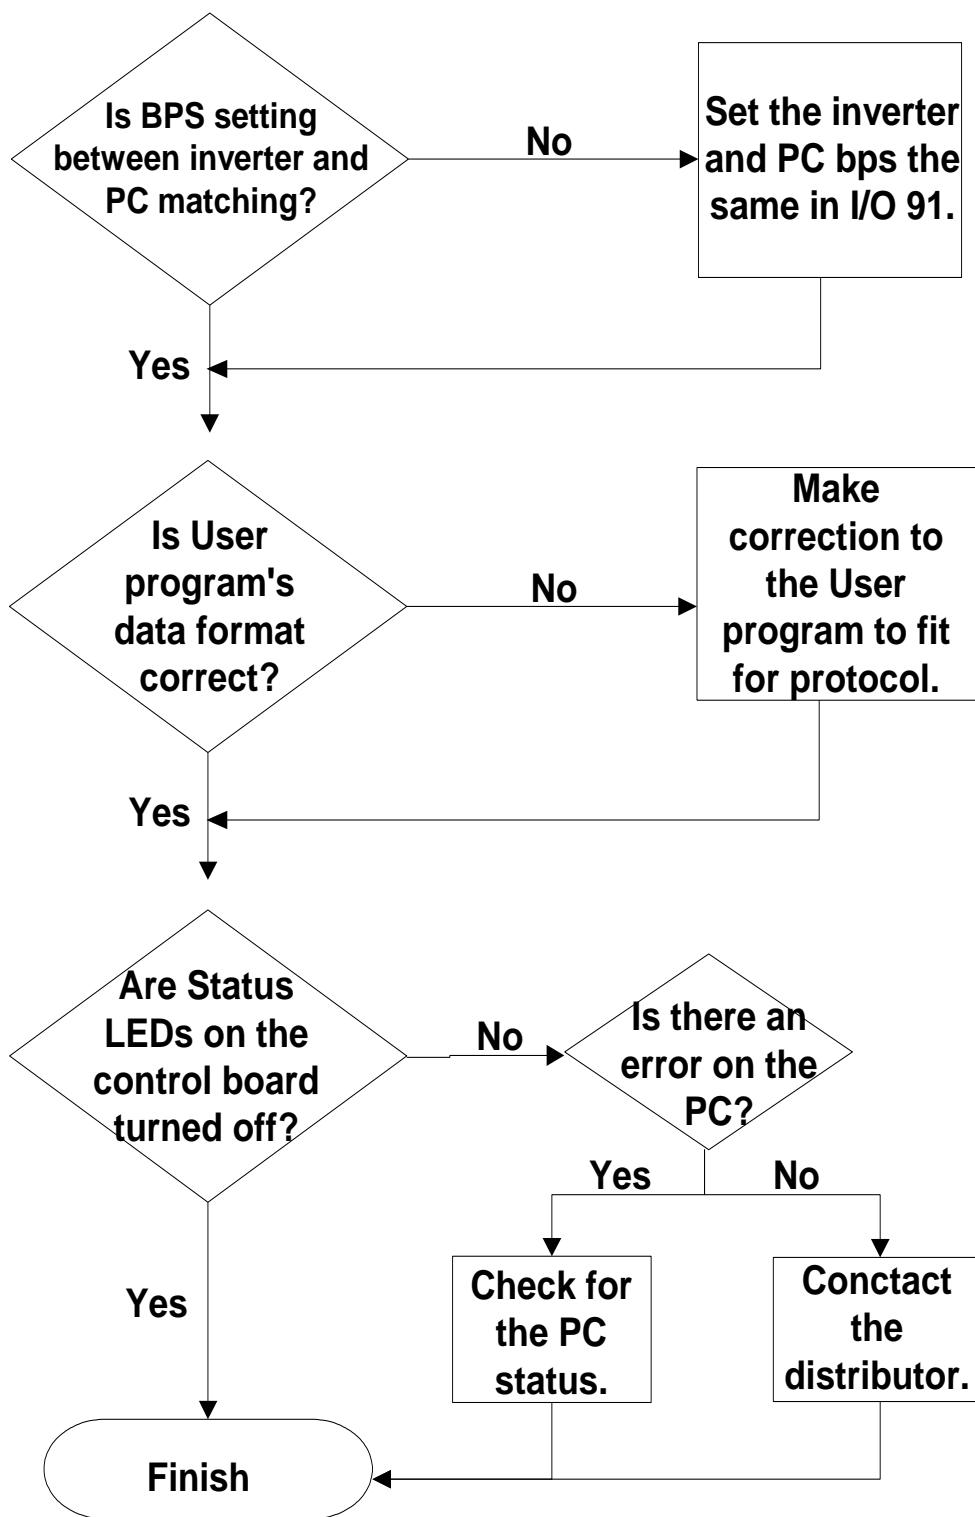 Is BPS setting
between inverter and
PC matching?
No
Set the inverter
and PC bps the
same in I/O 91.
Yes
Is User
program's
data format
correct?
No
Make
correction to
the User
program to fit
for protocol.
Yes
Are Status
LEDs on the
control board
turned off?
No
Is there an
error on the
PC?
Yes
No
Yes
Check for
the PC
status.
Conctact
the
distributor.
Finish